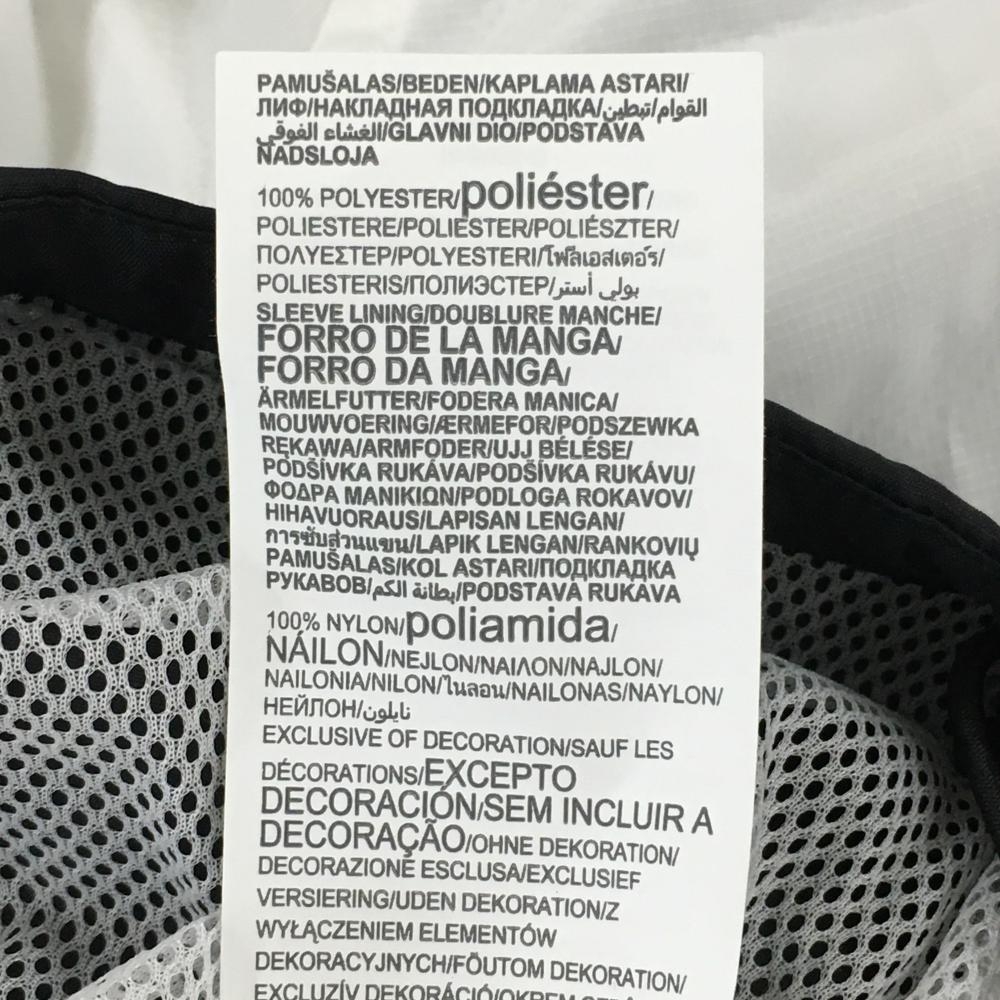 PAMUŠALAS/BEDEN/KAPLAMA ASTARI/
ЛИФ/НАКЛАДНАЯ ПОДКЛАДКА/القوام/تبطين
الغشاء الفوقي/GLAVNI DIO/PODSTAVA
NADSLOJA
100% POLYESTER/poliéster/
POLIESTERE/POLIESTER/POLIÉSZTER/
ΠΟΛΥΕΣΤΕΡ/POLYESTERI/โพลีเอสเตอร์/
POLIESTERIS/ПОЛИЭСТЕР/بولي أستر
SLEEVE LINING/DOUBLURE MANCHE/
FORRO DE LA MANGA/
FORRO DA MANGA/
ÄRMELFUTTER/FODERA MANICA/
MOUWVOERING/ÆRMEFOR/PODSZEWKA
RĘKAWA/ARMFODER/UJJ BÉLÉSE/
PODŠÍVKA RUKÁVA/PODŠÍVKA RUKÁVU/
ΦΟΔΡΑ ΜΑΝΙΚΙΩΝ/PODLOGA ROKAVOV/
HIHAVUORAUS/LAPISAN LENGAN/
การซับส่วนแขน/LAPIK LENGAN/RANKOVIŲ
PAMUŠALAS/KOL ASTARI/ПОДКЛАДКА
РУКАВОВ/بطانة الكم/PODSTAVA RUKAVA
100% NYLON/poliamida/
NÁILON/NEJLON/ΝΑΙΛΟΝ/NAJLON/
NAILONIA/NILON/ไนลอน/NAILONAS/NAYLON/
НЕЙЛОН/نايلون
EXCLUSIVE OF DECORATION/SAUF LES
DÉCORATIONS/EXCEPTO
DECORACIÓN/SEM INCLUIR A
DECORAÇÃO/OHNE DEKORATION/
DECORAZIONE ESCLUSA/EXCLUSIEF
VERSIERING/UDEN DEKORATION/Z
WYŁĄCZENIEM ELEMENTÓW
DEKORACYJNYCH/FÖUTOM DEKORATION/
EXCLUZÍV DEKORÁCIÓ/OKREM